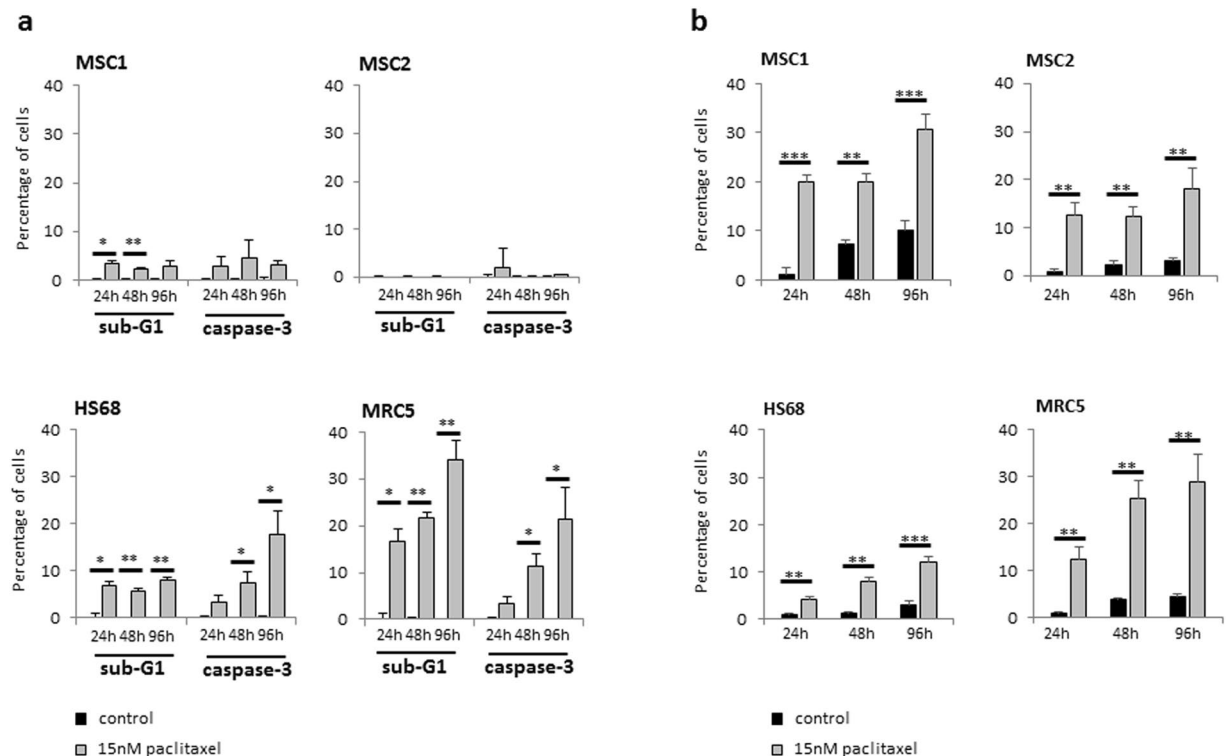 a
MSC1
MSC2
Percentage of cells
40
30
20
10
0
* **
24h 48h 96h 24h 48h 96h
sub-G1 caspase-3
40
30
20
10
0
24h 48h 96h 24h 48h 96h
sub-G1 caspase-3
HS68
MRC5
Percentage of cells
40
30
20
10
0
* ** ** * *
24h 48h 96h 24h 48h 96h
sub-G1 caspase-3
40
30
20
10
0
* ** ** * *
24h 48h 96h 24h 48h 96h
sub-G1 caspase-3
control
15nM paclitaxel
b
MSC1
MSC2
Percentage of cells
40
30
20
10
0
*** ** ***
24h 48h 96h
40
30
20
10
0
** ** **
24h 48h 96h
HS68
MRC5
Percentage of cells
40
30
20
10
0
** ** ***
24h 48h 96h
40
30
20
10
0
** ** **
24h 48h 96h
control
15nM paclitaxel